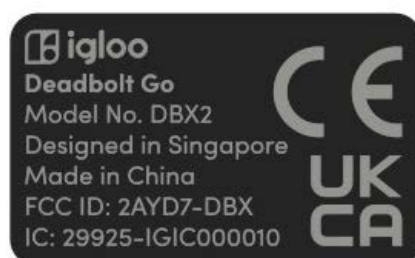 igloo
Deadbolt Go
Model No. DBX2
Designed in Singapore
Made in China
FCC ID: 2AYD7-DBX
IC: 29925-IGIC000010
CE
UK
CA